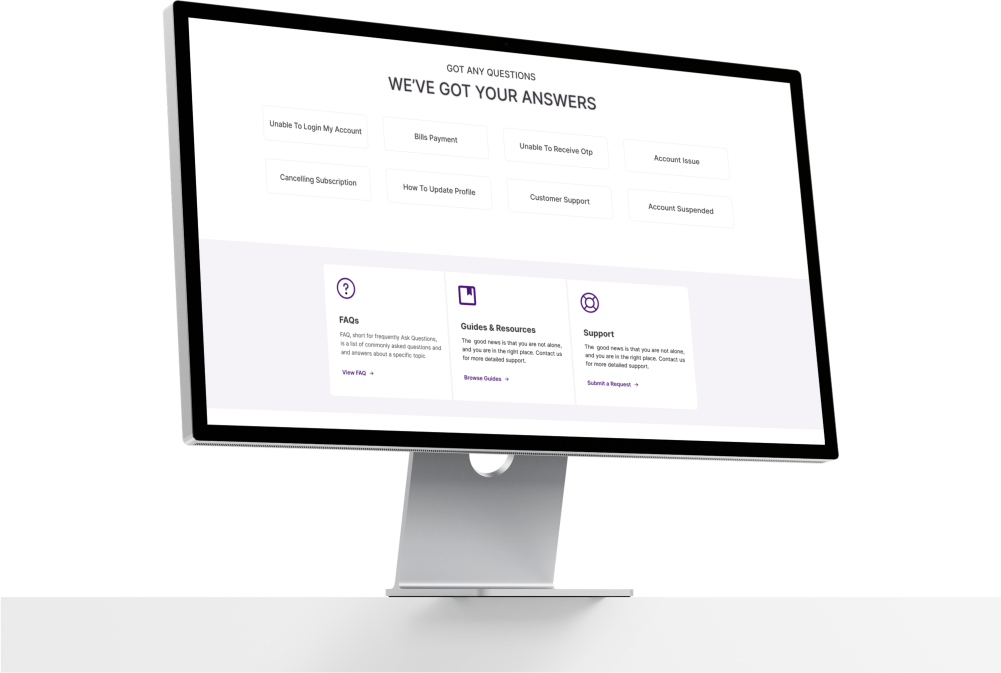 GOT ANY QUESTIONS
WE'VE GOT YOUR ANSWERS
Unable To Login My Account
Bills Payment
Unable To Receive Otp
Account Issue
Cancelling Subscription
How To Update Profile
Customer Support
Account Suspended
FAQs
FAQ, short for frequently Ask Questions,
is a list of commonly asked questions and
and answers about a specific topic
View FAQ →
Guides & Resources
The good news is that you are not alone,
and you are in the right place. Contact us
for more detailed support.
Browse Guides →
Support
The good news is that you are not alone,
and you are in the right place. Contact us
for more detailed support.
Submit a Request →